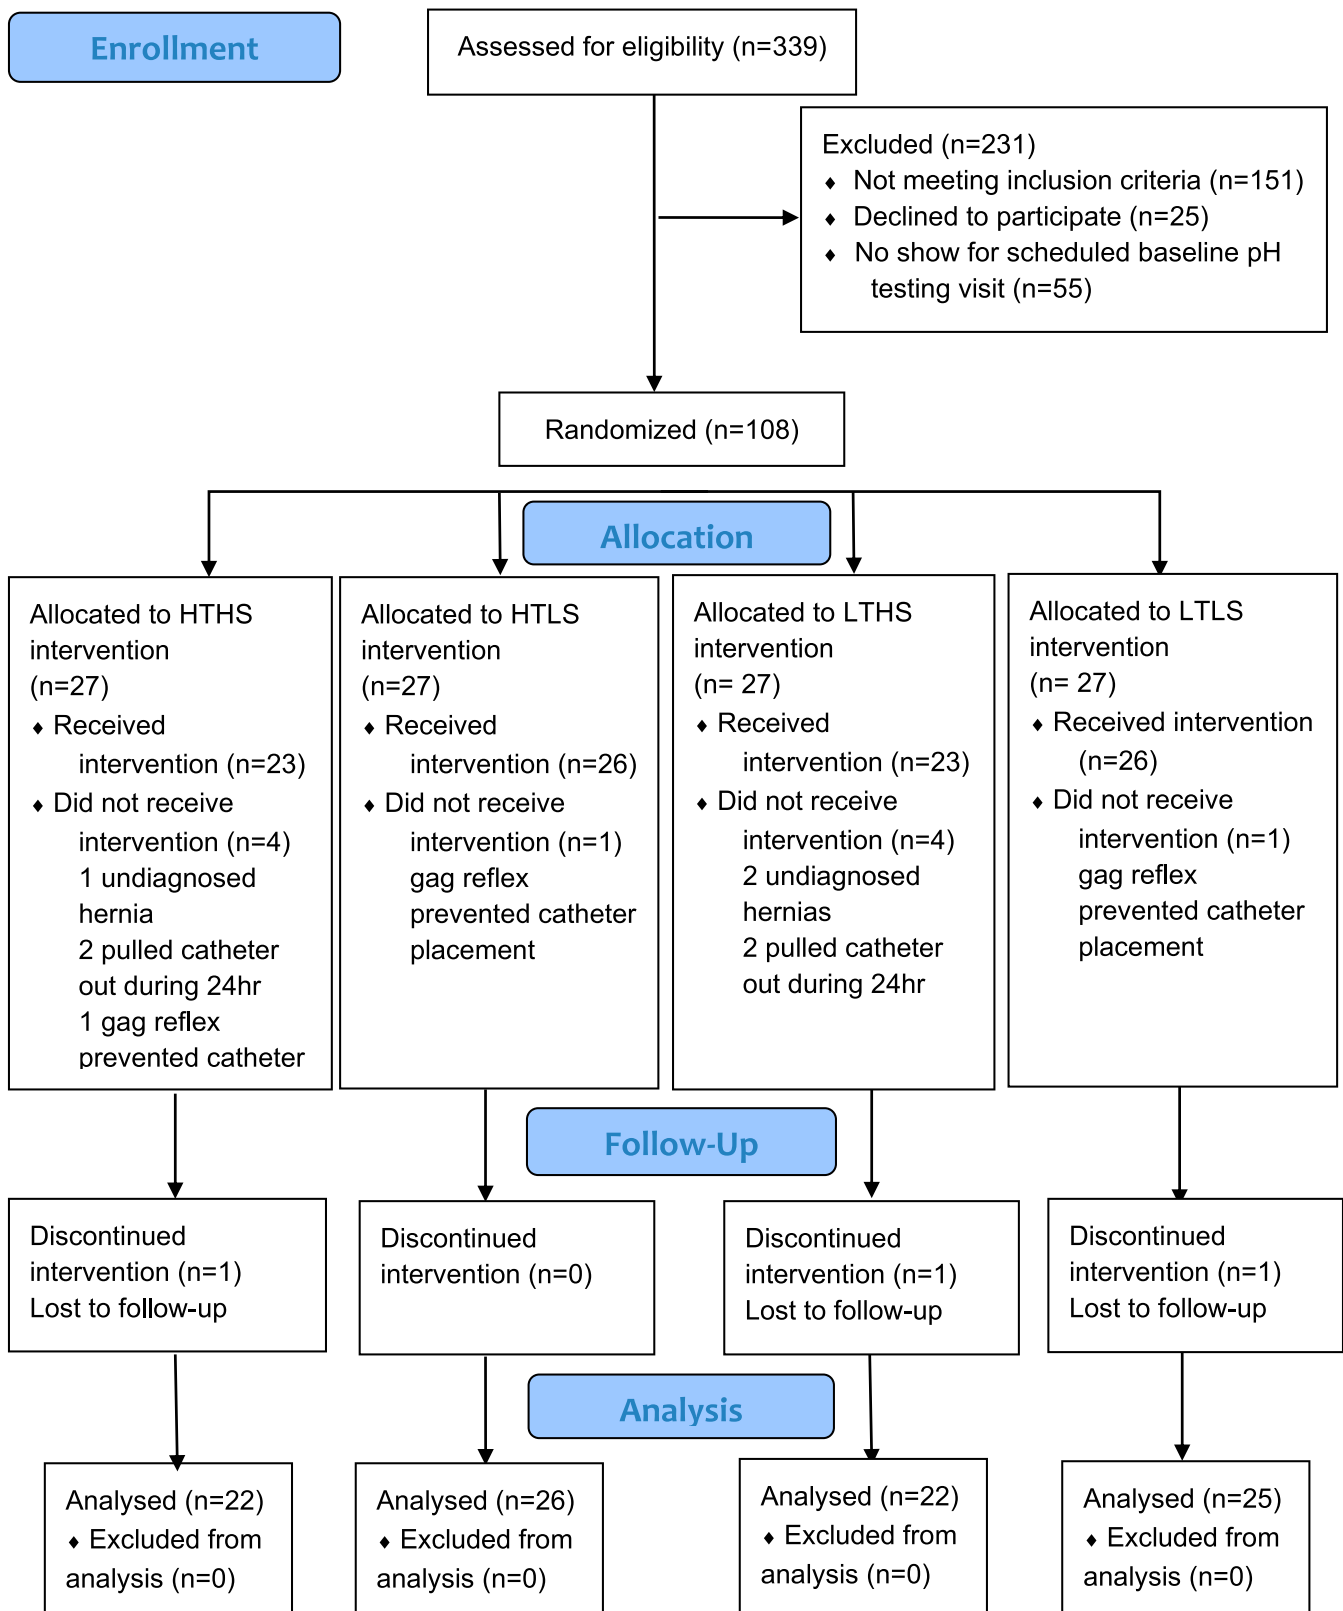 Enrollment
Assessed for eligibility (n=339)
Excluded (n=231)
♦ Not meeting inclusion criteria (n=151)
♦ Declined to participate (n=25)
♦ No show for scheduled baseline pH
testing visit (n=55)
Randomized (n=108)
Allocation
Allocated to HTHS
intervention
(n=27)
♦ Received
intervention (n=23)
♦ Did not receive
intervention (n=4)
1 undiagnosed
hernia
2 pulled catheter
out during 24hr
1 gag reflex
prevented catheter
Allocated to HTLS
intervention
(n=27)
♦ Received
intervention (n=26)
♦ Did not receive
intervention (n=1)
gag reflex
prevented catheter
placement
Allocated to LTHS
intervention
(n= 27)
♦ Received
intervention (n=23)
♦ Did not receive
intervention (n=4)
2 undiagnosed
hernias
2 pulled catheter
out during 24hr
Allocated to LTLS
intervention
(n= 27)
♦ Received intervention
(n=26)
♦ Did not receive
intervention (n=1)
gag reflex
prevented catheter
placement
Follow-Up
Discontinued
intervention (n=1)
Lost to follow-up
Discontinued
intervention (n=0)
Discontinued
intervention (n=1)
Lost to follow-up
Discontinued
intervention (n=1)
Lost to follow-up
Analysis
Analysed (n=22)
♦ Excluded from
analysis (n=0)
Analysed (n=26)
♦ Excluded from
analysis (n=0)
Analysed (n=22)
♦ Excluded from
analysis (n=0)
Analysed (n=25)
♦ Excluded from
analysis (n=0)